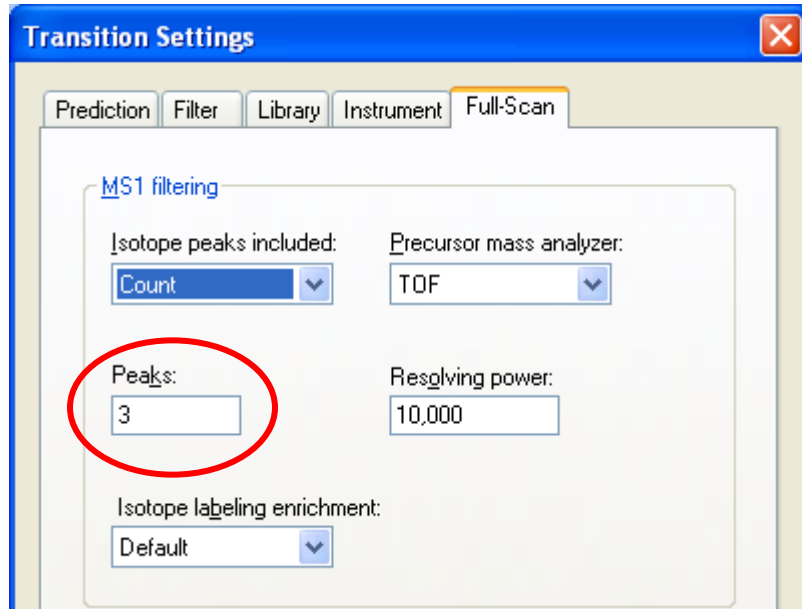 Transition Settings
Prediction Filter Library Instrument Full-Scan
MS1 filtering
Isotope peaks included: Precursor mass analyzer:
Count TOF
Peaks: Resolving power:
3 10,000
Isotope labeling enrichment:
Default